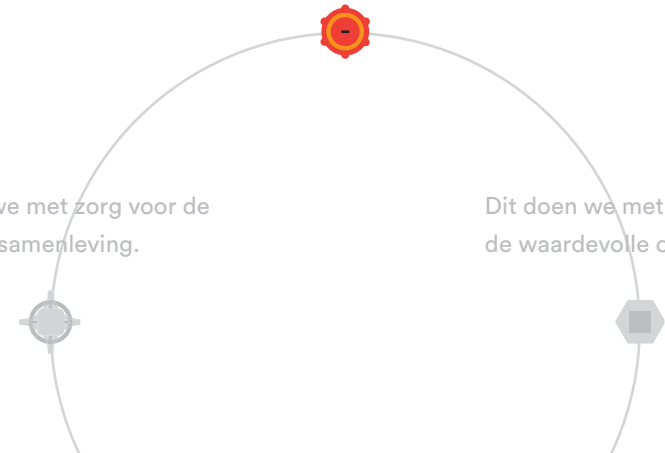 we met zorg voor de
samenleving.
Dit doen we met
de waardevolle